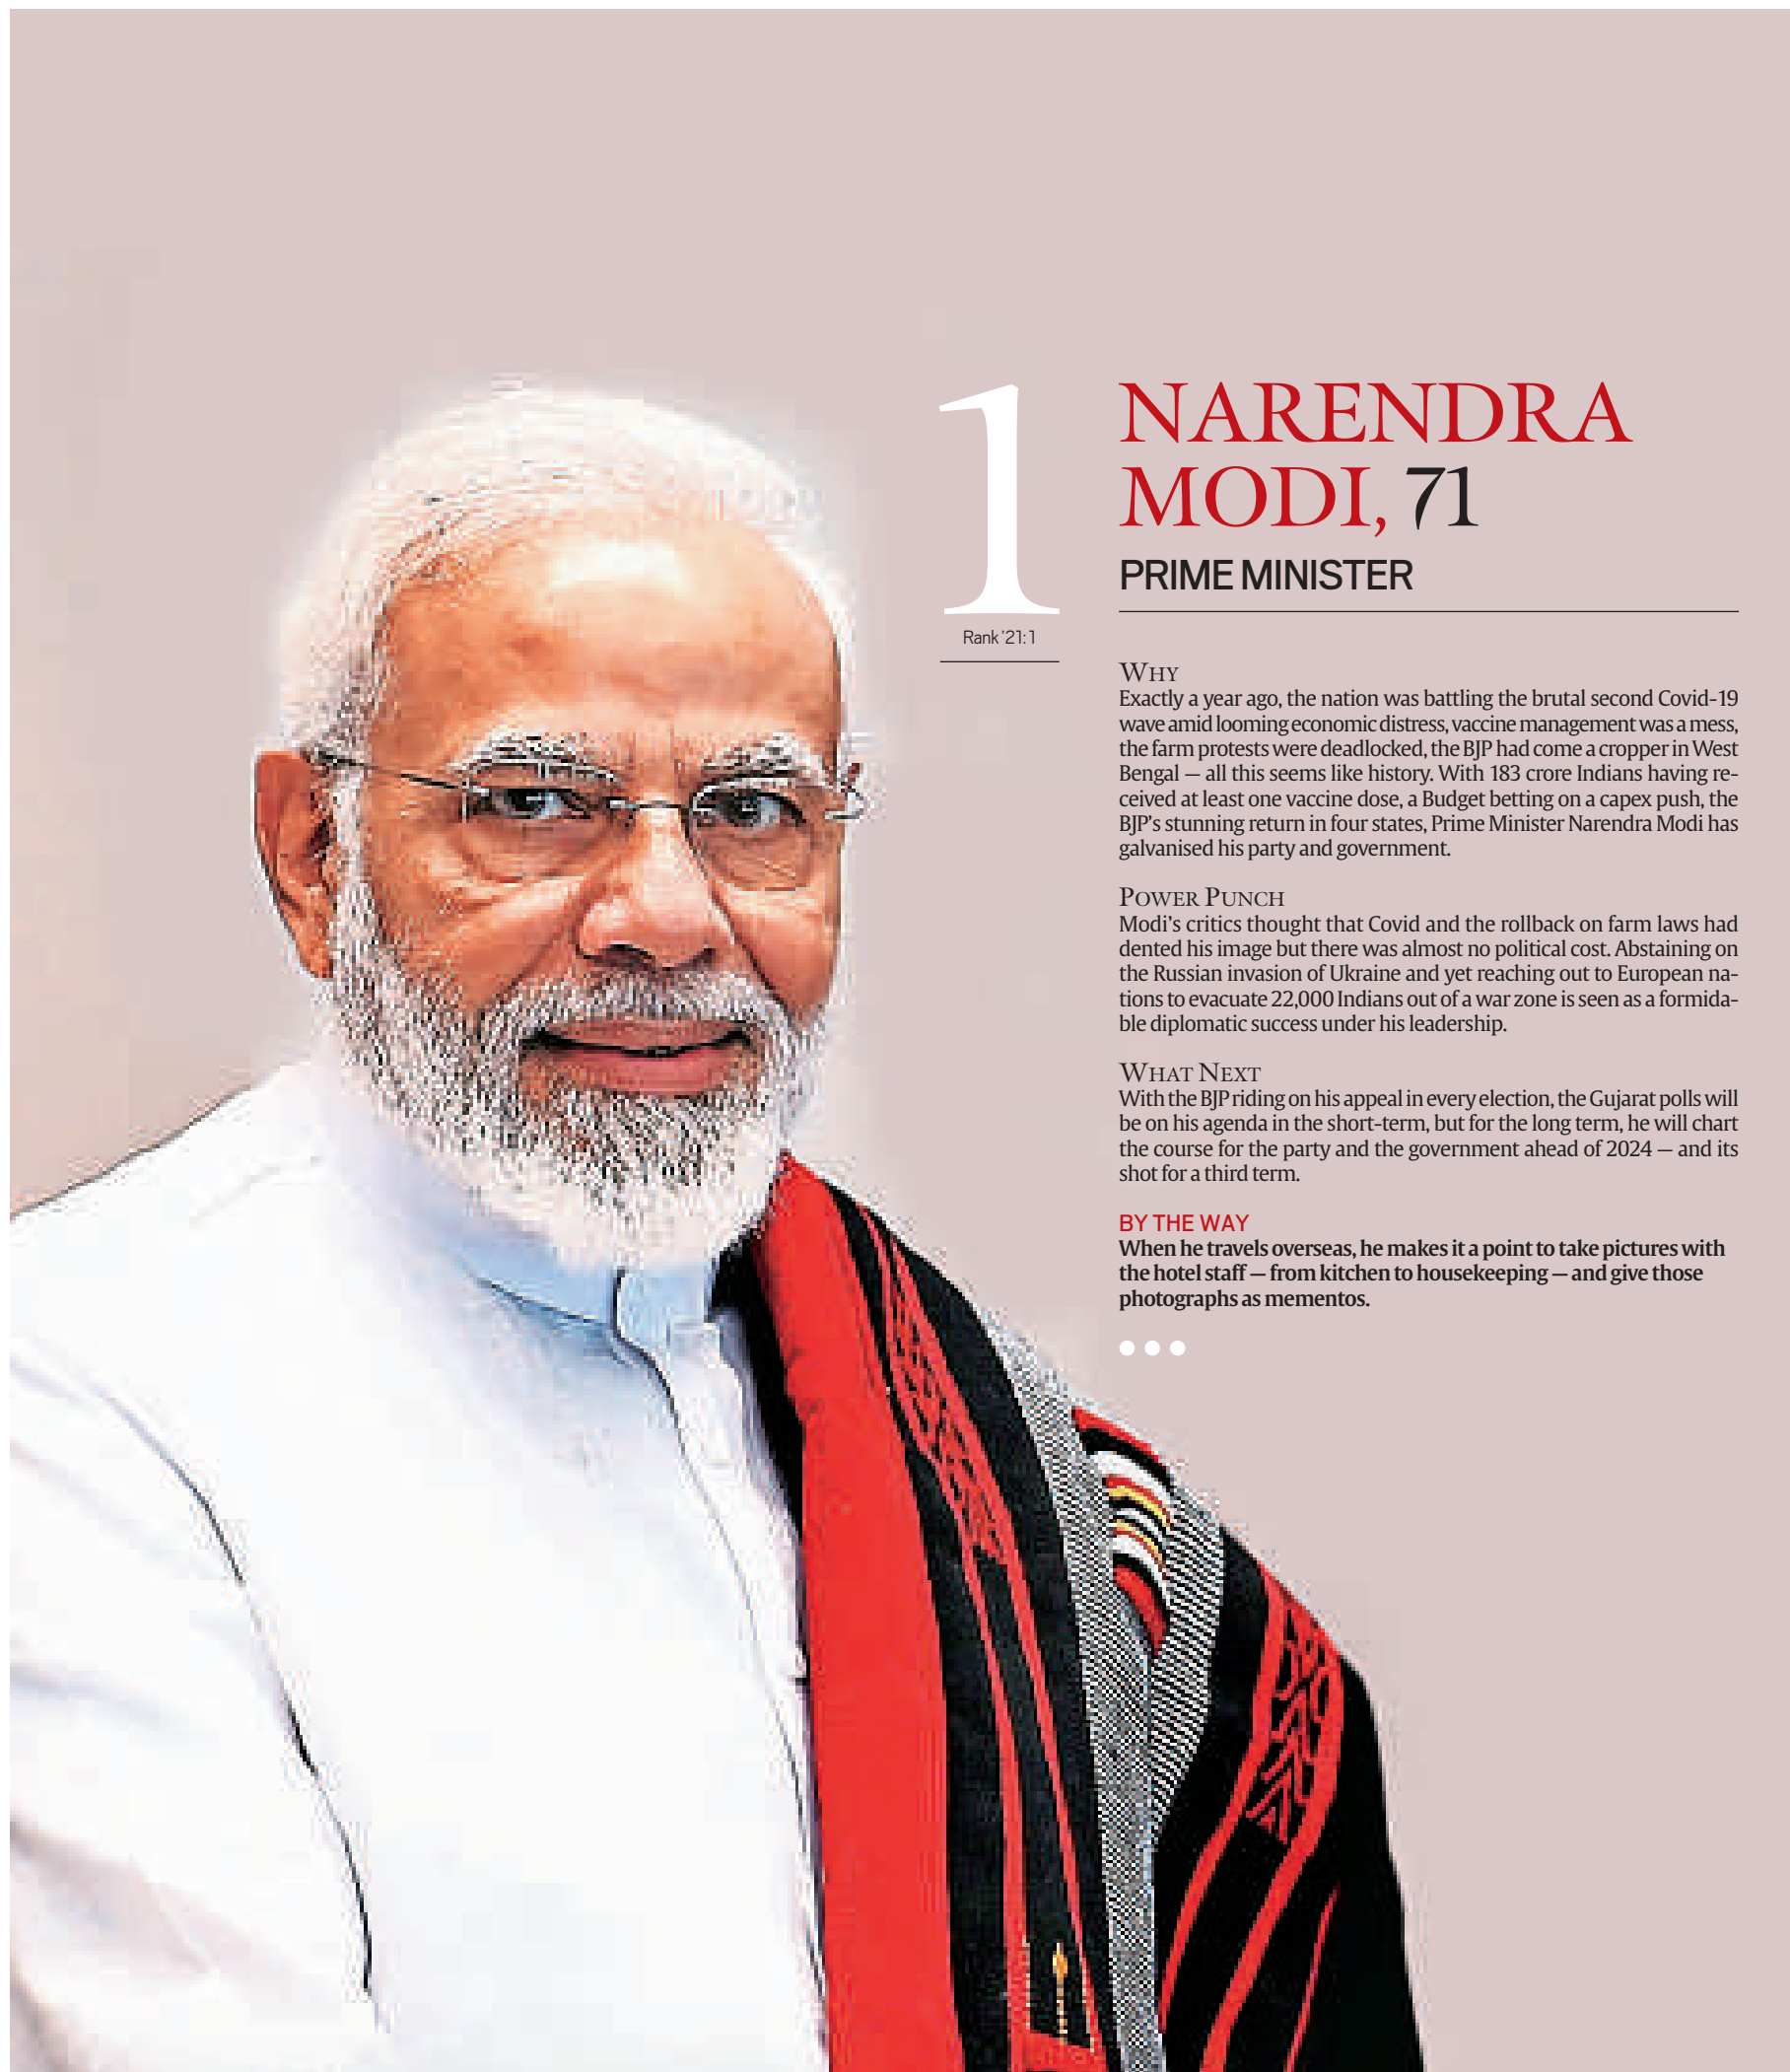 1
Rank '21: 1
NARENDRA
MODI, 71
PRIME MINISTER
WHY
Exactly a year ago, the nation was battling the brutal second Covid-19
wave amid looming economic distress, vaccine management was a mess,
the farm protests were deadlocked, the BJP had come a cropper in West
Bengal — all this seems like history. With 183 crore Indians having re-
ceived at least one vaccine dose, a Budget betting on a capex push, the
BJP's stunning return in four states, Prime Minister Narendra Modi has
galvanised his party and government.
POWER PUNCH
Modi's critics thought that Covid and the rollback on farm laws had
dented his image but there was almost no political cost. Abstaining on
the Russian invasion of Ukraine and yet reaching out to European na-
tions to evacuate 22,000 Indians out of a war zone is seen as a formida-
ble diplomatic success under his leadership.
WHAT NEXT
With the BJP riding on his appeal in every election, the Gujarat polls will
be on his agenda in the short-term, but for the long term, he will chart
the course for the party and the government ahead of 2024 — and its
shot for a third term.
BY THE WAY
When he travels overseas, he makes it a point to take pictures with
the hotel staff — from kitchen to housekeeping — and give those
photographs as mementos.